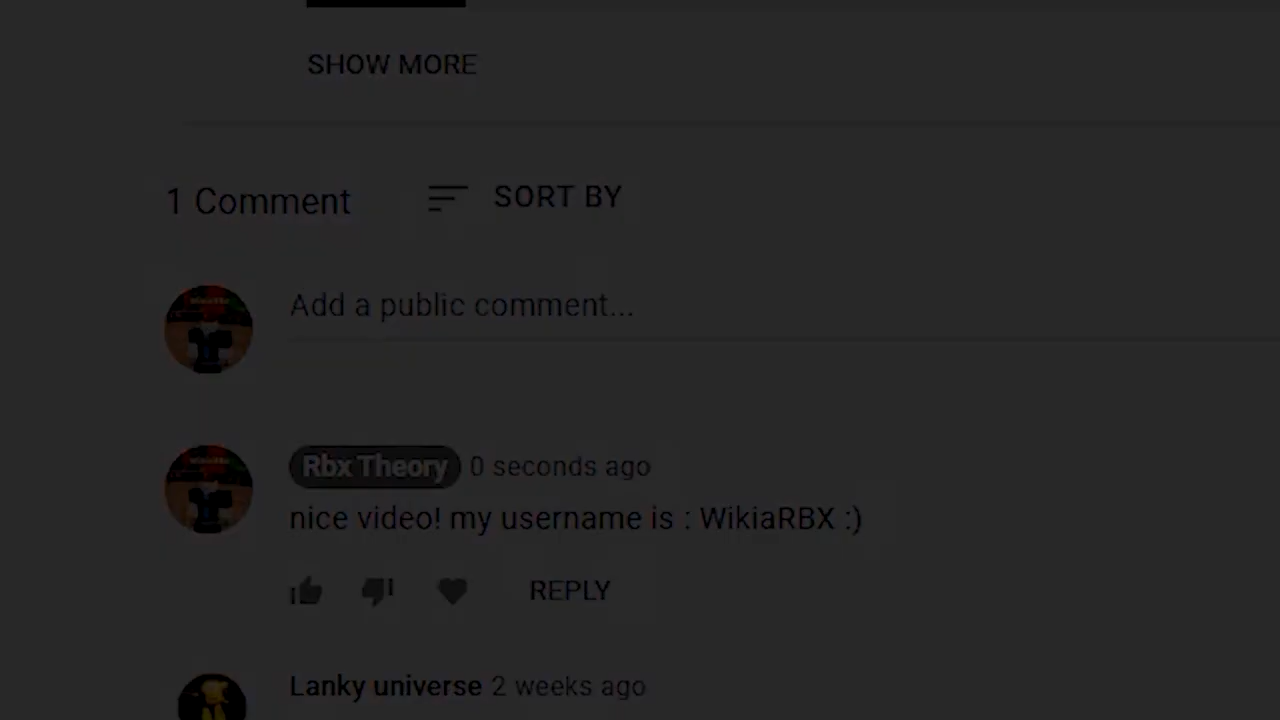 SHOW MORE
1 Comment
SORT BY
Add a public comment...
Rbx Theory 0 seconds ago
nice video! my username is : WikiaRBX :)
REPLY
Lanky universe 2 weeks ago